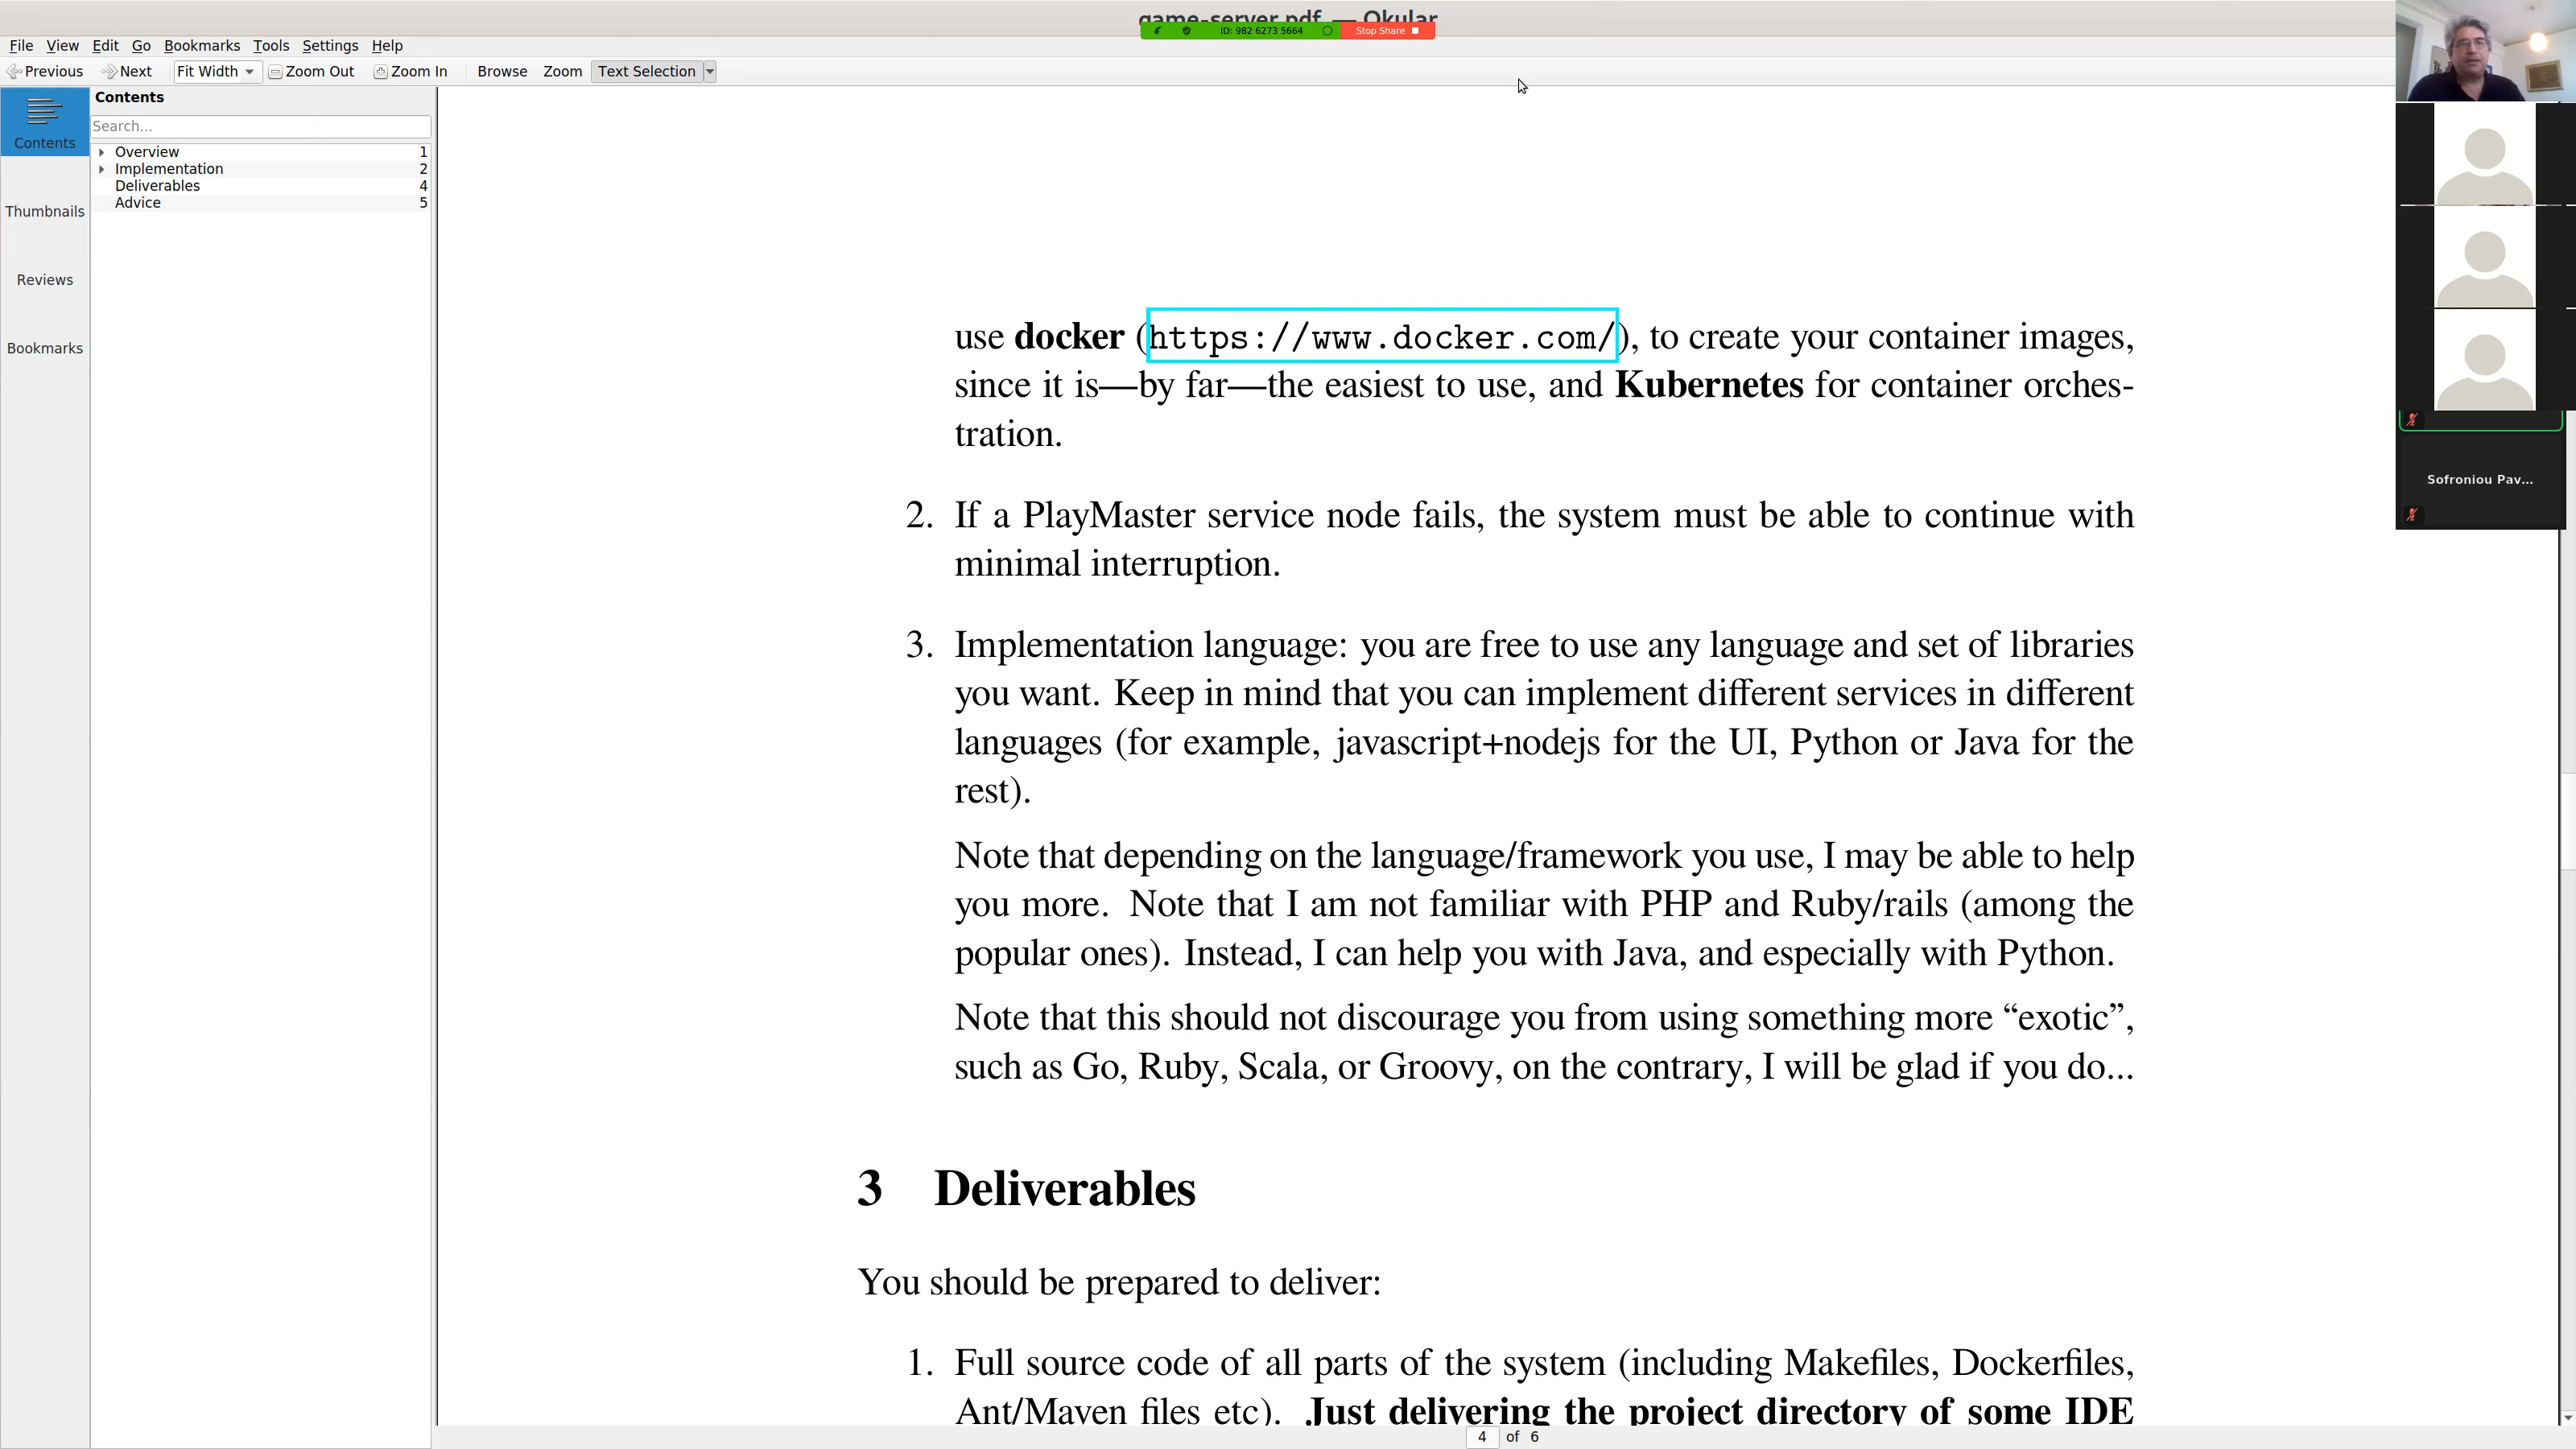 game-server.pdf — Okular
ID: 982 6273 5664 Stop Share
File View Edit Go Bookmarks Tools Settings Help
Previous Next Fit Width Zoom Out Zoom In Browse Zoom Text Selection
Contents
Thumbnails
Reviews
Bookmarks
Contents
Search...
Overview 1
Implementation 2
Deliverables 4
Advice 5
use docker (https://www.docker.com/), to create your container images,
since it is—by far—the easiest to use, and Kubernetes for container orches-
tration.
2. If a PlayMaster service node fails, the system must be able to continue with
minimal interruption.
3. Implementation language: you are free to use any language and set of libraries
you want. Keep in mind that you can implement different services in different
languages (for example, javascript+nodejs for the UI, Python or Java for the
rest).
Note that depending on the language/framework you use, I may be able to help
you more. Note that I am not familiar with PHP and Ruby/rails (among the
popular ones). Instead, I can help you with Java, and especially with Python.
Note that this should not discourage you from using something more “exotic”,
such as Go, Ruby, Scala, or Groovy, on the contrary, I will be glad if you do...
3 Deliverables
You should be prepared to deliver:
1. Full source code of all parts of the system (including Makefiles, Dockerfiles,
Ant/Maven files etc). Just delivering the project directory of some IDE
4 of 6
Sofroniou Pav...